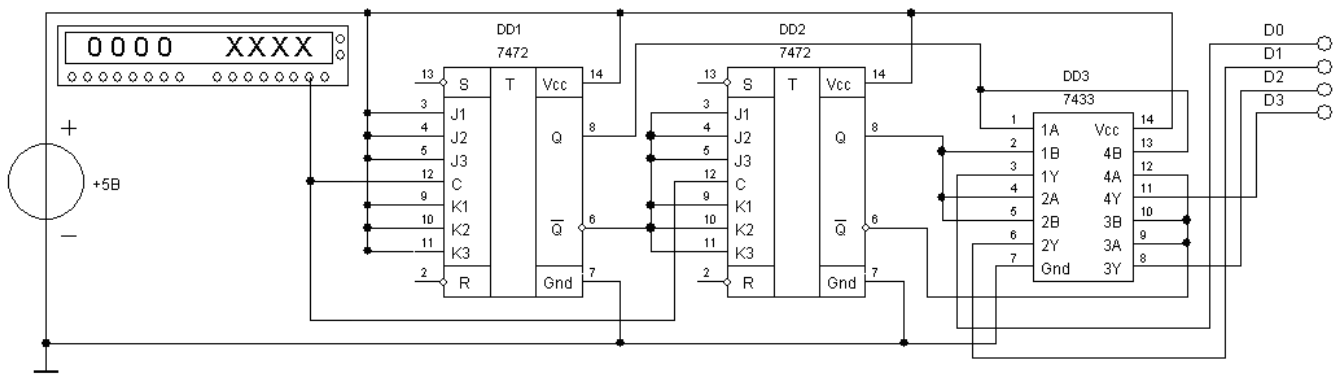 0000 XXXX
+
+5В
−
DD1
7472
13 S T Vcc 14
3 J1
4 J2 Q 8
5 J3
12 C
9 K1
10 K2 Q 6
11 K3
2 R Gnd 7
DD2
7472
13 S T Vcc 14
3 J1
4 J2 Q 8
5 J3
12 C
9 K1
10 K2 Q 6
11 K3
2 R Gnd 7
DD3
7433
1 1A Vcc 14
2 1B 4B 13
3 1Y 4A 12
4 2A 4Y 11
5 2B 3B 10
6 2Y 3A 9
7 Gnd 3Y 8
D0
D1
D2
D3